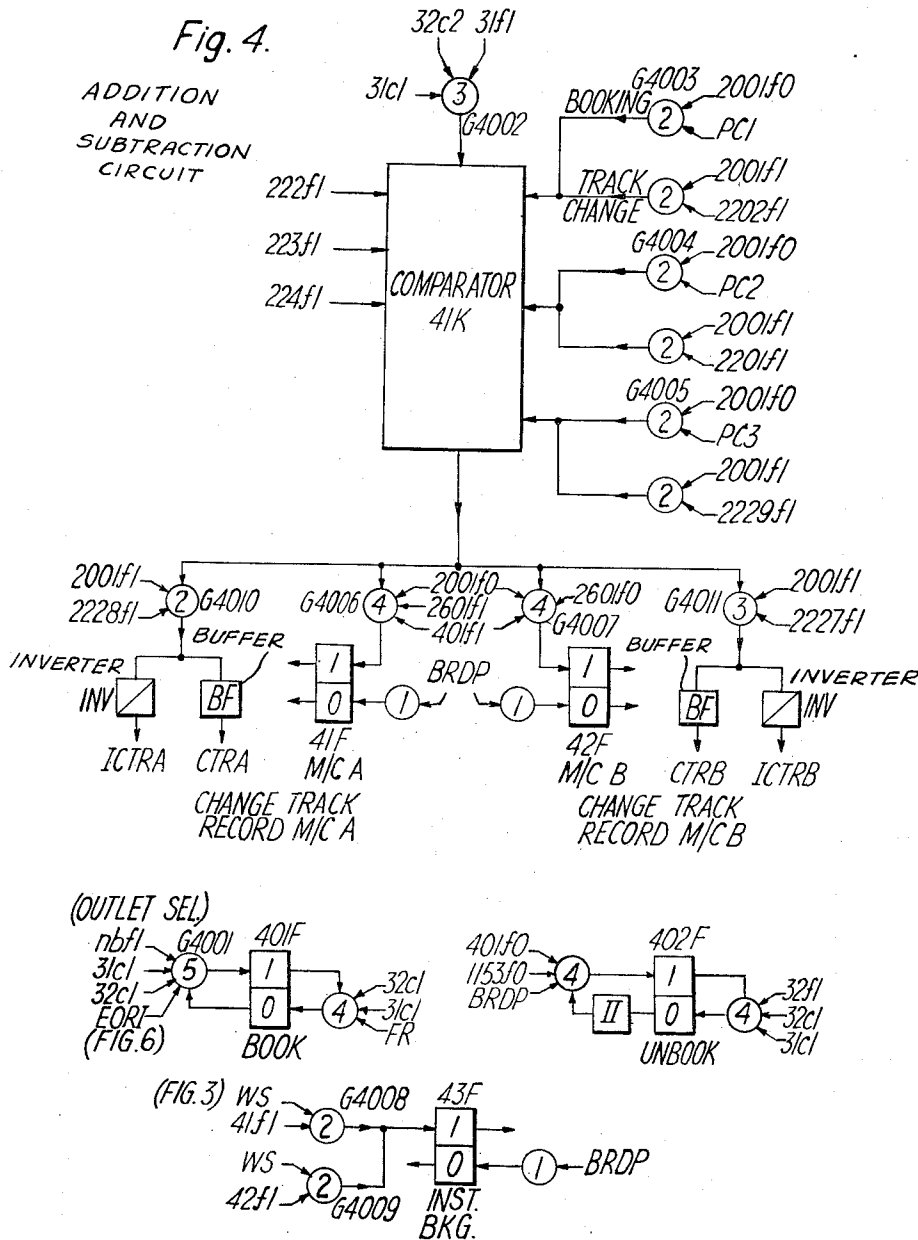 Fig. 4.
ADDITION
AND
SUBTRACTION
CIRCUIT
32c2 31f1
31c1
3
G4002
222f1
223f1
224f1
COMPARATOR
41K
BOOKING
G4003
2
2001f0
PC1
TRACK
CHANGE
2
2001f1
2202f1
G4004
2
2001f0
PC2
2
2001f1
2201f1
G4005
2
2001f0
PC3
2
2001f1
2229f1
2001f1
2228f1
2
G4010
G4006
4
2001f0
2601f1
401f1
4
2601f0
G4007
G4011
3
2001f1
2227f1
INVERTER
INV
BUFFER
BF
1
0
1
BRDP
1
1
0
BUFFER
BF
INVERTER
INV
ICTRA
CTRA
41F
M/C A
42F
M/C B
CTRB
ICTRB
CHANGE TRACK
RECORD M/C A
CHANGE TRACK
RECORD M/C B
(OUTLET SEL)
nbf1
31c1
32c1
EORI
(FIG.6)
G4001
5
401F
1
0
BOOK
4
32c1
31c1
FR
401f0
1153f0
BRDP
4
II
402F
1
0
UNBOOK
4
32f1
32c1
31c1
(FIG.3)
WS
41f1
2
G4008
WS
42f1
2
G4009
43F
1
0
INST.
BKG.
1
BRDP